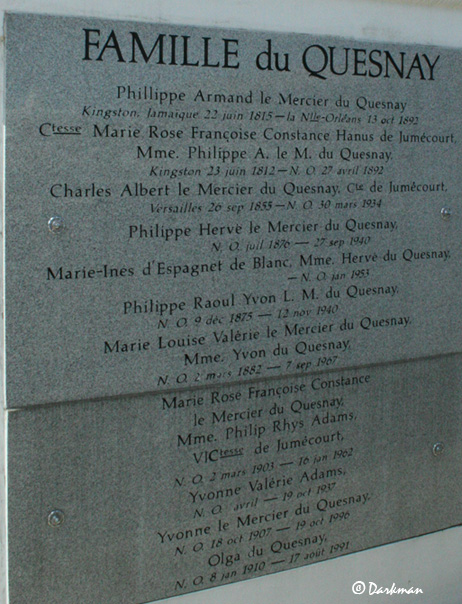 FAMILLE du QUESNAY
Phillippe Armand le Mercier du Quesnay
Kingston, Jamaique 22 juin 1815 — la Nlle-Orléans 13 oct 1892
Ctesse Marie Rose Françoise Constance Hanus de Jumécourt,
Mme. Philippe A. le M. du Quesnay,
Kingston 23 juin 1812 — N. O. 27 avril 1892
Charles Albert le Mercier du Quesnay, Cte de Jumécourt,
Versailles 26 sep 1855 — N. O. 30 mars 1934
Philippe Hervé le Mercier du Quesnay,
N. O. juil 1876 — 27 sep 1940
Marie-Ines d'Espagnet de Blanc, Mme. Hervé du Quesnay,
— N. O. jan 1953
Philippe Raoul Yvon L. M. du Quesnay,
N. O. 9 déc 1875 — 12 nov 1940
Marie Louise Valérie le Mercier du Quesnay,
Mme. Yvon du Quesnay,
N. O. 2 mars 1882 — 7 sep 1967
Marie Rose Françoise Constance
le Mercier du Quesnay,
Mme. Philip Rhys Adams,
VICtesse de Jumécourt,
N. O. 2 mars 1903 — 16 jan 1962
Yvonne Valérie Adams,
N. O. avril — 19 oct 1937
Yvonne le Mercier du Quesnay,
N. O. 18 oct 1907 — 19 oct 1996
Olga du Quesnay,
N. O. 8 jan 1910 — 17 août 1991
@ Darkman